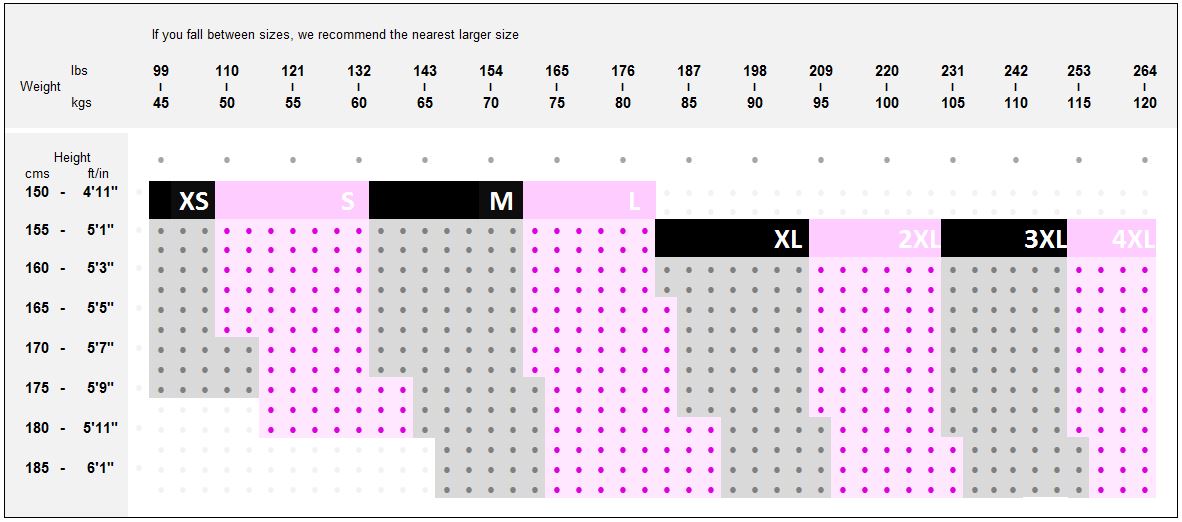 If you fall between sizes, we recommend the nearest larger size
lbs 99 110 121 132 143 154 165 176 187 198 209 220 231 242 253 264
Weight
kgs 45 50 55 60 65 70 75 80 85 90 95 100 105 110 115 120
Height
cms ft/in
150 - 4'11" XS S M L
155 - 5'1" XL 2XL 3XL 4XL
160 - 5'3"
165 - 5'5"
170 - 5'7"
175 - 5'9"
180 - 5'11"
185 - 6'1"